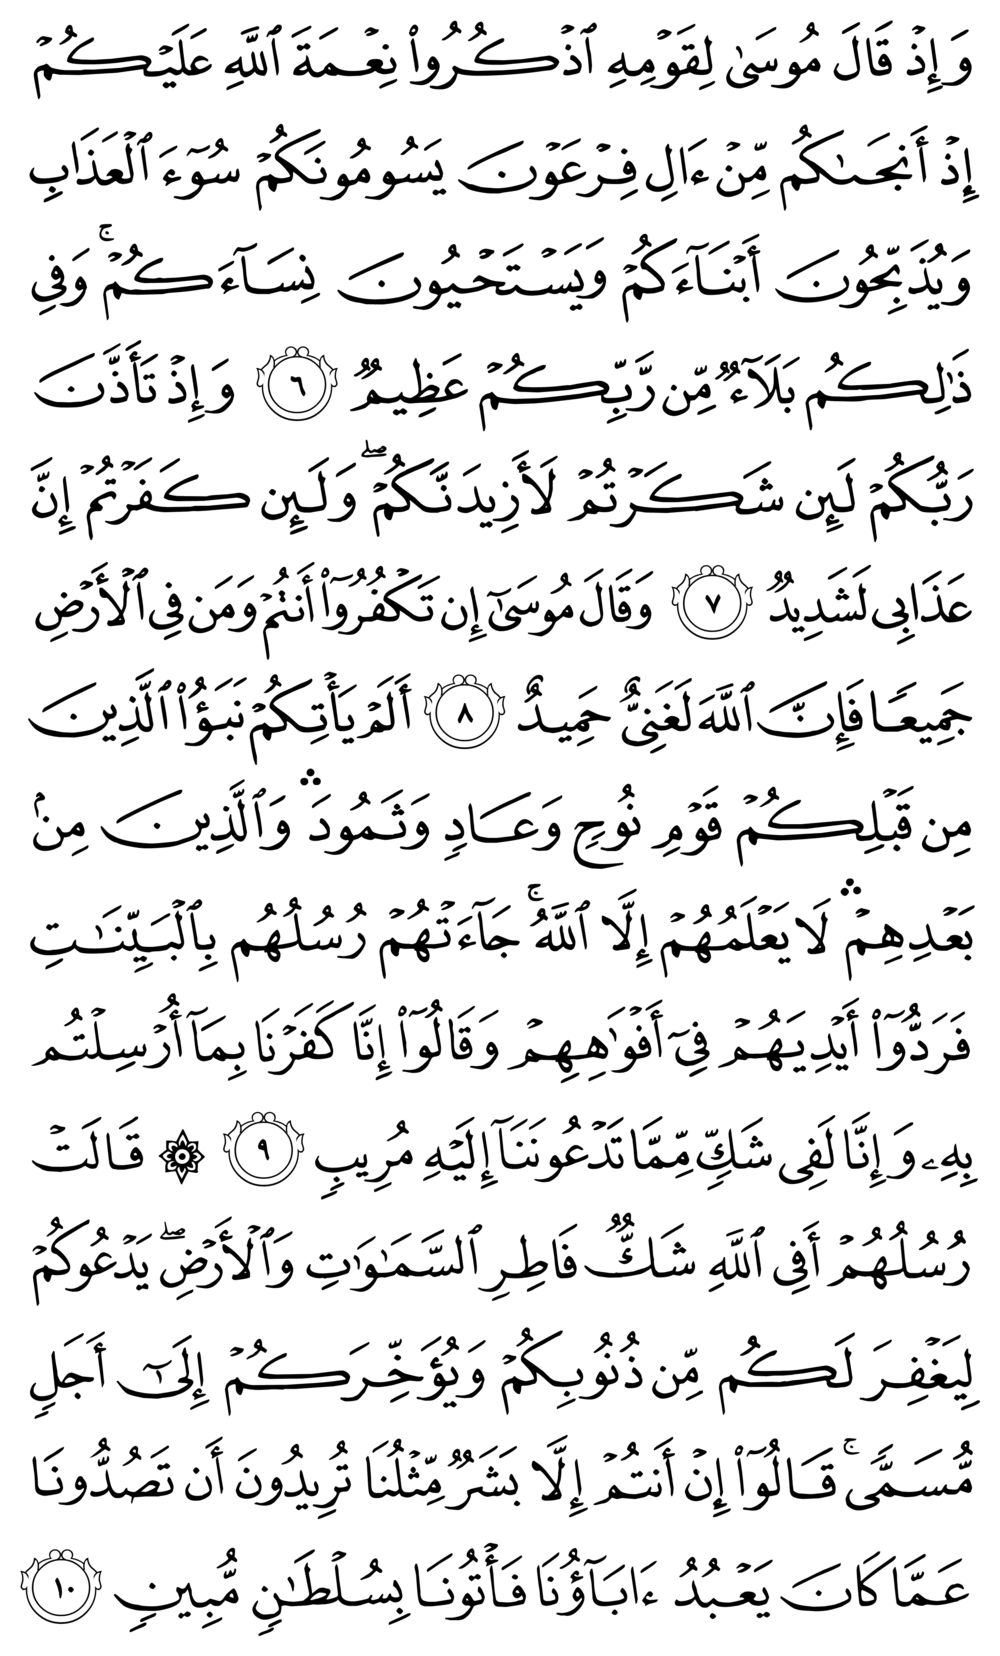 وَإِذۡ قَالَ مُوسَىٰ لِقَوۡمِهِ ٱذۡكُرُواْ نِعۡمَةَ ٱللَّهِ عَلَيۡكُمۡ
إِذۡ أَنجَىٰكُم مِّنۡ ءَالِ فِرۡعَوۡنَ يَسُومُونَكُمۡ سُوٓءَ ٱلۡعَذَابِ
وَيُذَبِّحُونَ أَبۡنَآءَكُمۡ وَيَسۡتَحۡيُونَ نِسَآءَكُمۡۚ وَفِي
ذَٰلِكُم بَلَآءٞ مِّن رَّبِّكُمۡ عَظِيمٞ ٦ وَإِذۡ تَأَذَّنَ
رَبُّكُمۡ لَئِن شَكَرۡتُمۡ لَأَزِيدَنَّكُمۡۖ وَلَئِن كَفَرۡتُمۡ إِنَّ
عَذَابِي لَشَدِيدٞ ٧ وَقَالَ مُوسَىٰٓ إِن تَكۡفُرُوٓاْ أَنتُمۡ وَمَن فِي ٱلۡأَرۡضِ
جَمِيعٗا فَإِنَّ ٱللَّهَ لَغَنِيٌّ حَمِيدٌ ٨ أَلَمۡ يَأۡتِكُمۡ نَبَؤُاْ ٱلَّذِينَ
مِن قَبۡلِكُمۡ قَوۡمِ نُوحٖ وَعَادٖ وَثَمُودَۛ وَٱلَّذِينَ مِنۢ
بَعۡدِهِمۡۛ لَا يَعۡلَمُهُمۡ إِلَّا ٱللَّهُۚ جَآءَتۡهُمۡ رُسُلُهُم بِٱلۡبَيِّنَٰتِ
فَرَدُّوٓاْ أَيۡدِيَهُمۡ فِيٓ أَفۡوَٰهِهِمۡ وَقَالُوٓاْ إِنَّا كَفَرۡنَا بِمَآ أُرۡسِلۡتُم
بِهِۦ وَإِنَّا لَفِي شَكّٖ مِّمَّا تَدۡعُونَنَآ إِلَيۡهِ مُرِيبٖ ٩ ۞ قَالَتۡ
رُسُلُهُمۡ أَفِي ٱللَّهِ شَكّٞ فَاطِرِ ٱلسَّمَٰوَٰتِ وَٱلۡأَرۡضِۖ يَدۡعُوكُمۡ
لِيَغۡفِرَ لَكُم مِّن ذُنُوبِكُمۡ وَيُؤَخِّرَكُمۡ إِلَىٰٓ أَجَلٖ
مُّسَمّٗىۚ قَالُوٓاْ إِنۡ أَنتُمۡ إِلَّا بَشَرٞ مِّثۡلُنَا تُرِيدُونَ أَن تَصُدُّونَا
عَمَّا كَانَ يَعۡبُدُ ءَابَآؤُنَا فَأۡتُونَا بِسُلۡطَٰنٖ مُّبِينٖ ١٠